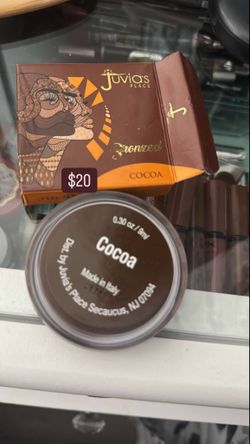 Juvia's
PLACE
Bronzed
COCOA
$20
0.30 oz / 9ml
Cocoa
Made in Italy
Dist. by Juvia's Place Secaucus, NJ 07094